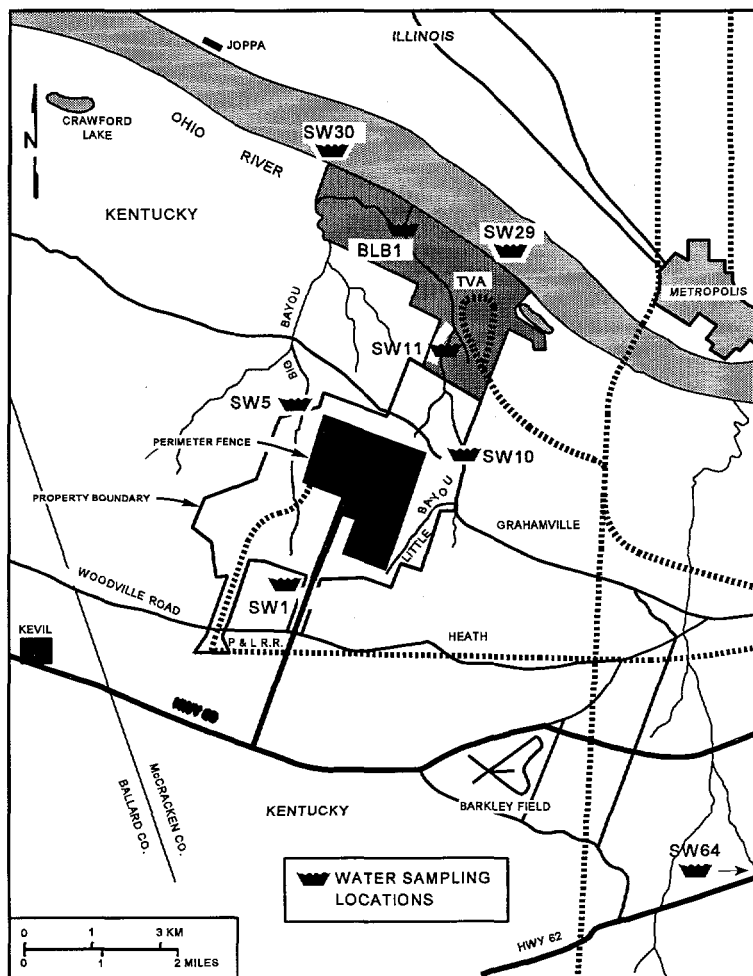 ILLINOIS
JOPPA
CRAWFORD
LAKE
N
OHIO
RIVER
SW30
KENTUCKY
SW29
BLB1
TVA
METROPOLIS
BAYOU
BIG
SW11
SW5
PERIMETER FENCE
SW10
PROPERTY BOUNDARY
BAYOU
LITTLE
GRAHAMVILLE
WOODVILLE ROAD
SW1
KEVIL
P & L R.R.
HEATH
McCRACKEN CO.
BALLARD CO.
KENTUCKY
BARKLEY FIELD
SW64
WATER SAMPLING
LOCATIONS
HWY 62
0 1 3 KM
0 1 2 MILES